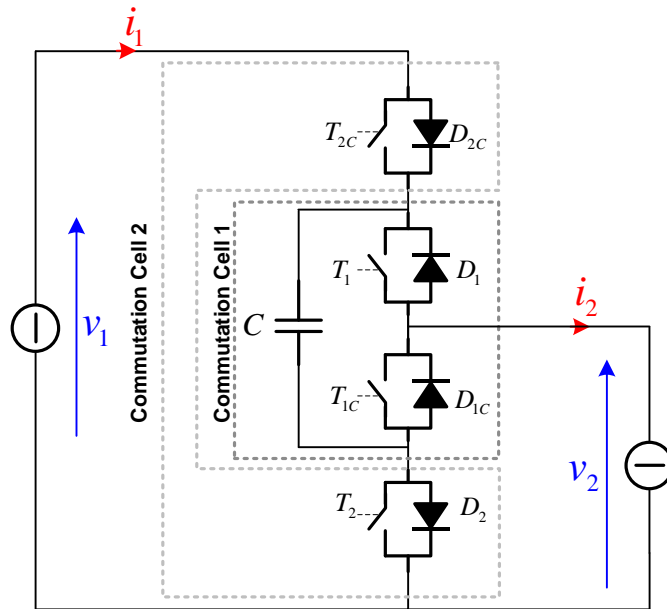 i₁
T₂C
D₂C
Commutation Cell 2
Commutation Cell 1
v₁
C
T₁
D₁
i₂
T₁C
D₁C
v₂
T₂
D₂